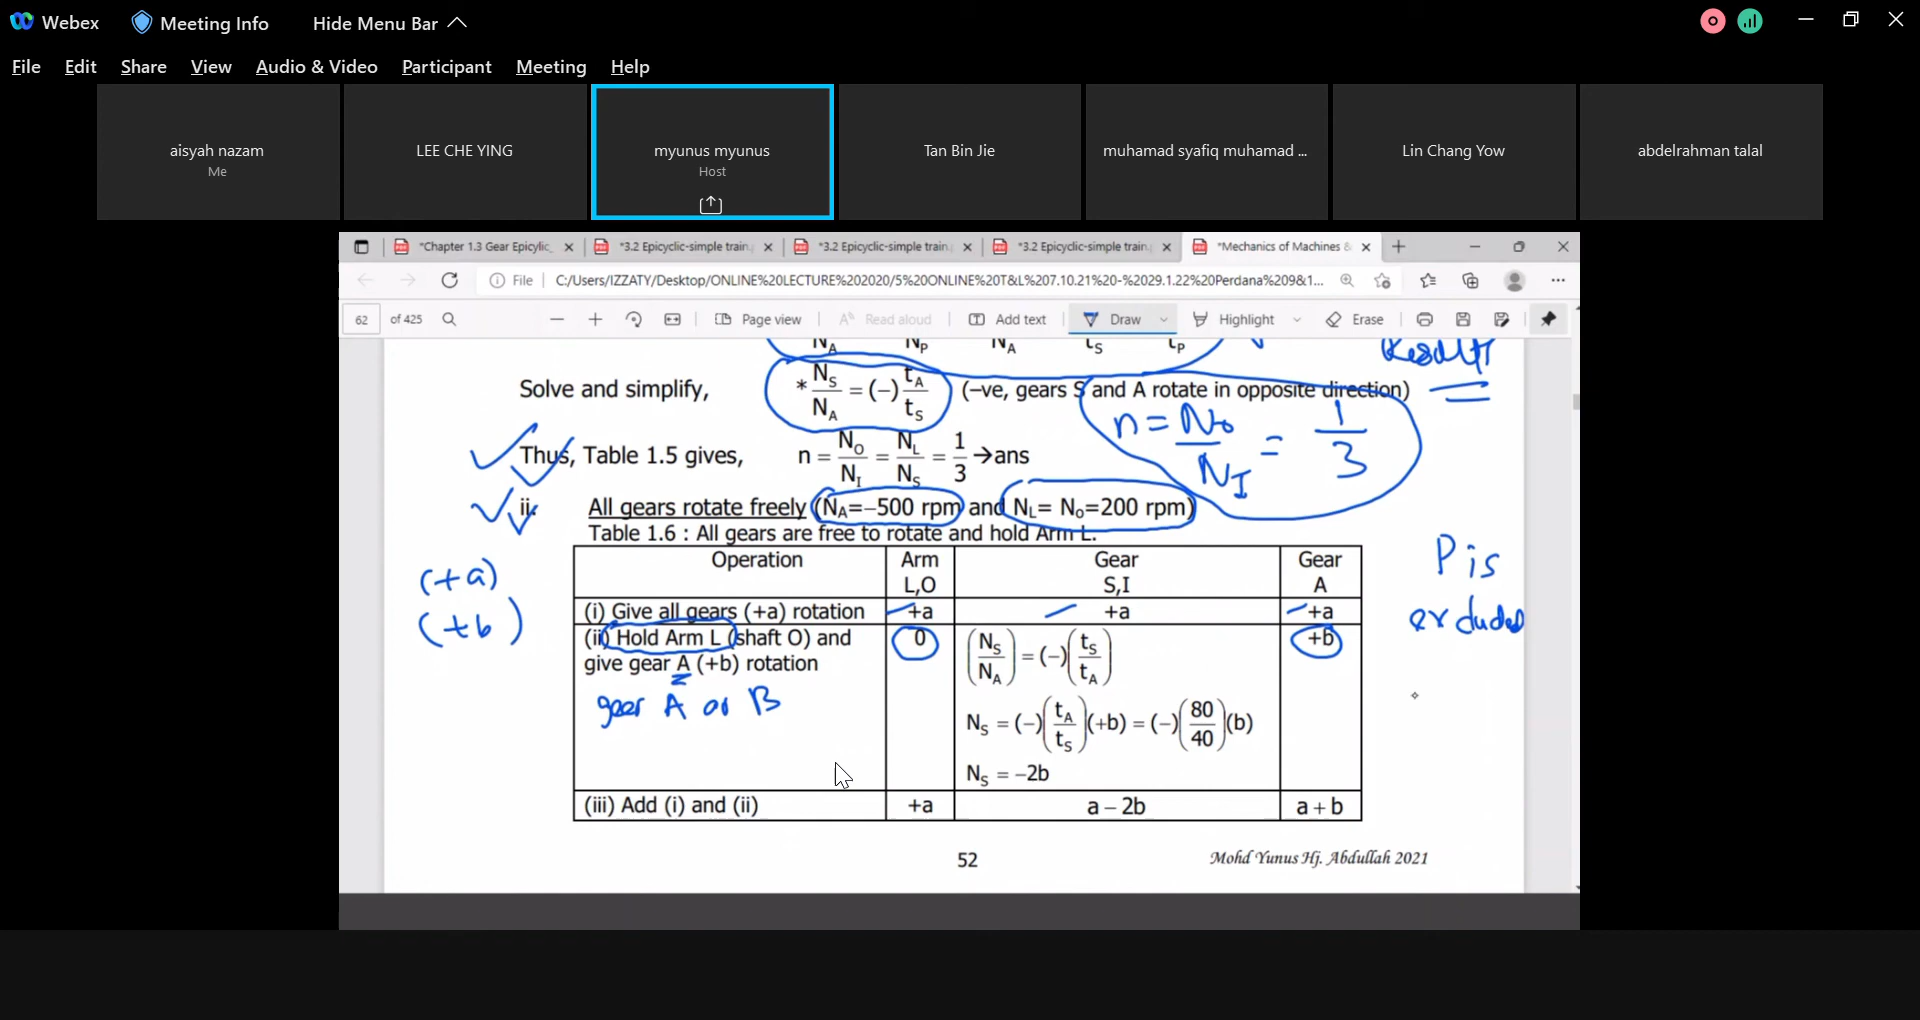 Webex Meeting Info Hide Menu Bar
File Edit Share View Audio & Video Participant Meeting Help
aisyah nazam
Me
LEE CHE YING
myunus myunus
Host
Tan Bin Jie
muhamad syafiq muhamad ...
Lin Chang Yow
abdelrahman talal
*Chapter 1.3 Gear Epicylic_ *3.2 Epicyclic-simple train. *3.2 Epicyclic-simple train. *3.2 Epicyclic-simple train. *Mechanics of Machines &
File C:/Users/IZZATY/Desktop/ONLINE%20LECTURE%202020/5%20ONLINE%20T&L%207.10.21%20-%2029.1.22%20Perdana%209&1...
62 of 425 Page view Read aloud Add text Draw Highlight Erase
N_A N_P N_A t_S t_P
Result
Solve and simplify, * N_S/N_A = (−) t_A/t_S (−ve, gears S and A rotate in opposite direction)
n = N_o/N_I = 1/3
Thus, Table 1.5 gives, n = N_O/N_I = N_L/N_S = 1/3 → ans
ii. All gears rotate freely (N_A=−500 rpm and N_L= N_o=200 rpm)
Table 1.6 : All gears are free to rotate and hold Arm L.
(+a)
(+b)
P is
excluded
Operation Arm L,O Gear S,I Gear A
(i) Give all gears (+a) rotation +a +a +a
(ii) Hold Arm L (shaft O) and give gear A (+b) rotation 0 (N_S/N_A) = (−)(t_S/t_A) +b
gear A or B
N_S = (−)(t_A/t_S)(+b) = (−)(80/40)(b)
N_S = −2b
(iii) Add (i) and (ii) +a a − 2b a + b
52
Mohd Yunus Hj. Abdullah 2021